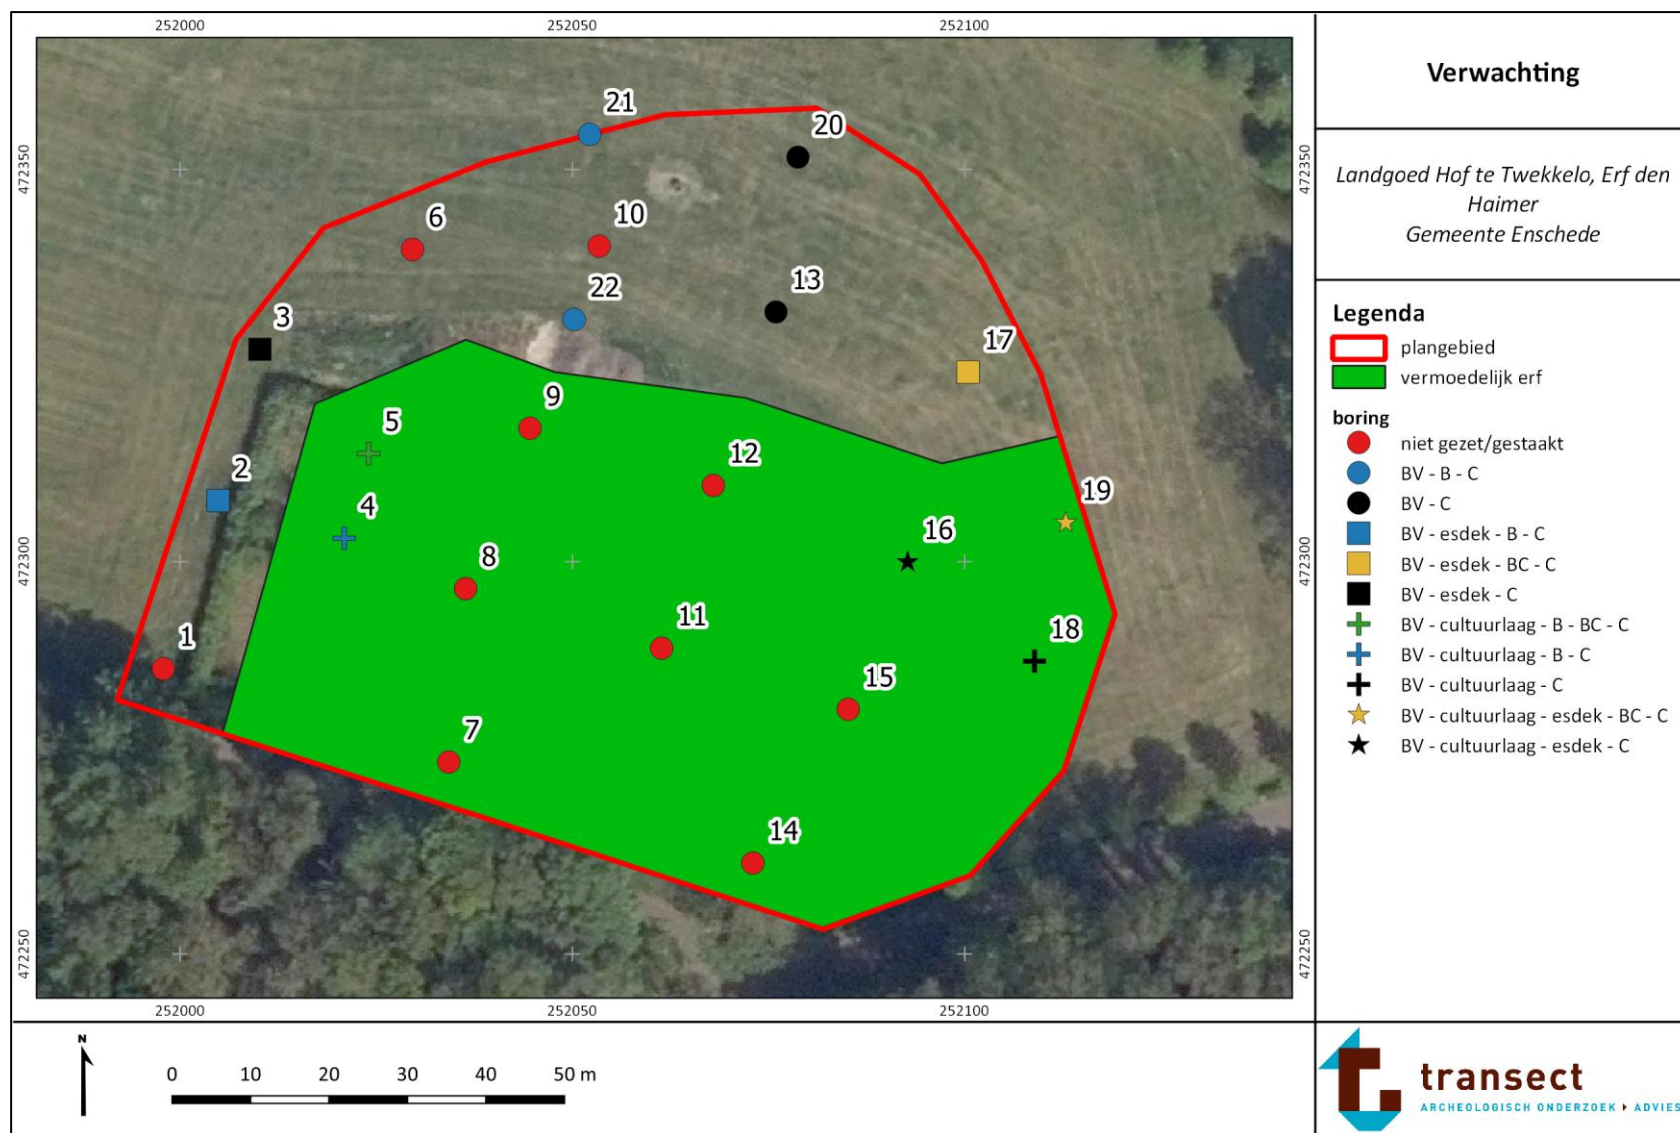 252000
252050
252100
472350
472350
472300
472300
472250
472250
21
20
6
10
22
13
3
17
9
5
2
12
4
19
16
8
11
18
1
15
7
14
252000
252050
252100
N
0 10 20 30 40 50 m
Verwachting
Landgoed Hof te Twekkelo, Erf den
Haimer
Gemeente Enschede
Legenda
plangebied
vermoedelijk erf
boring
niet gezet/gestaakt
BV - B - C
BV - C
BV - esdek - B - C
BV - esdek - BC - C
BV - esdek - C
BV - cultuurlaag - B - BC - C
BV - cultuurlaag - B - C
BV - cultuurlaag - C
BV - cultuurlaag - esdek - BC - C
BV - cultuurlaag - esdek - C
transect
ARCHEOLOGISCH ONDERZOEK ▸ ADVIES